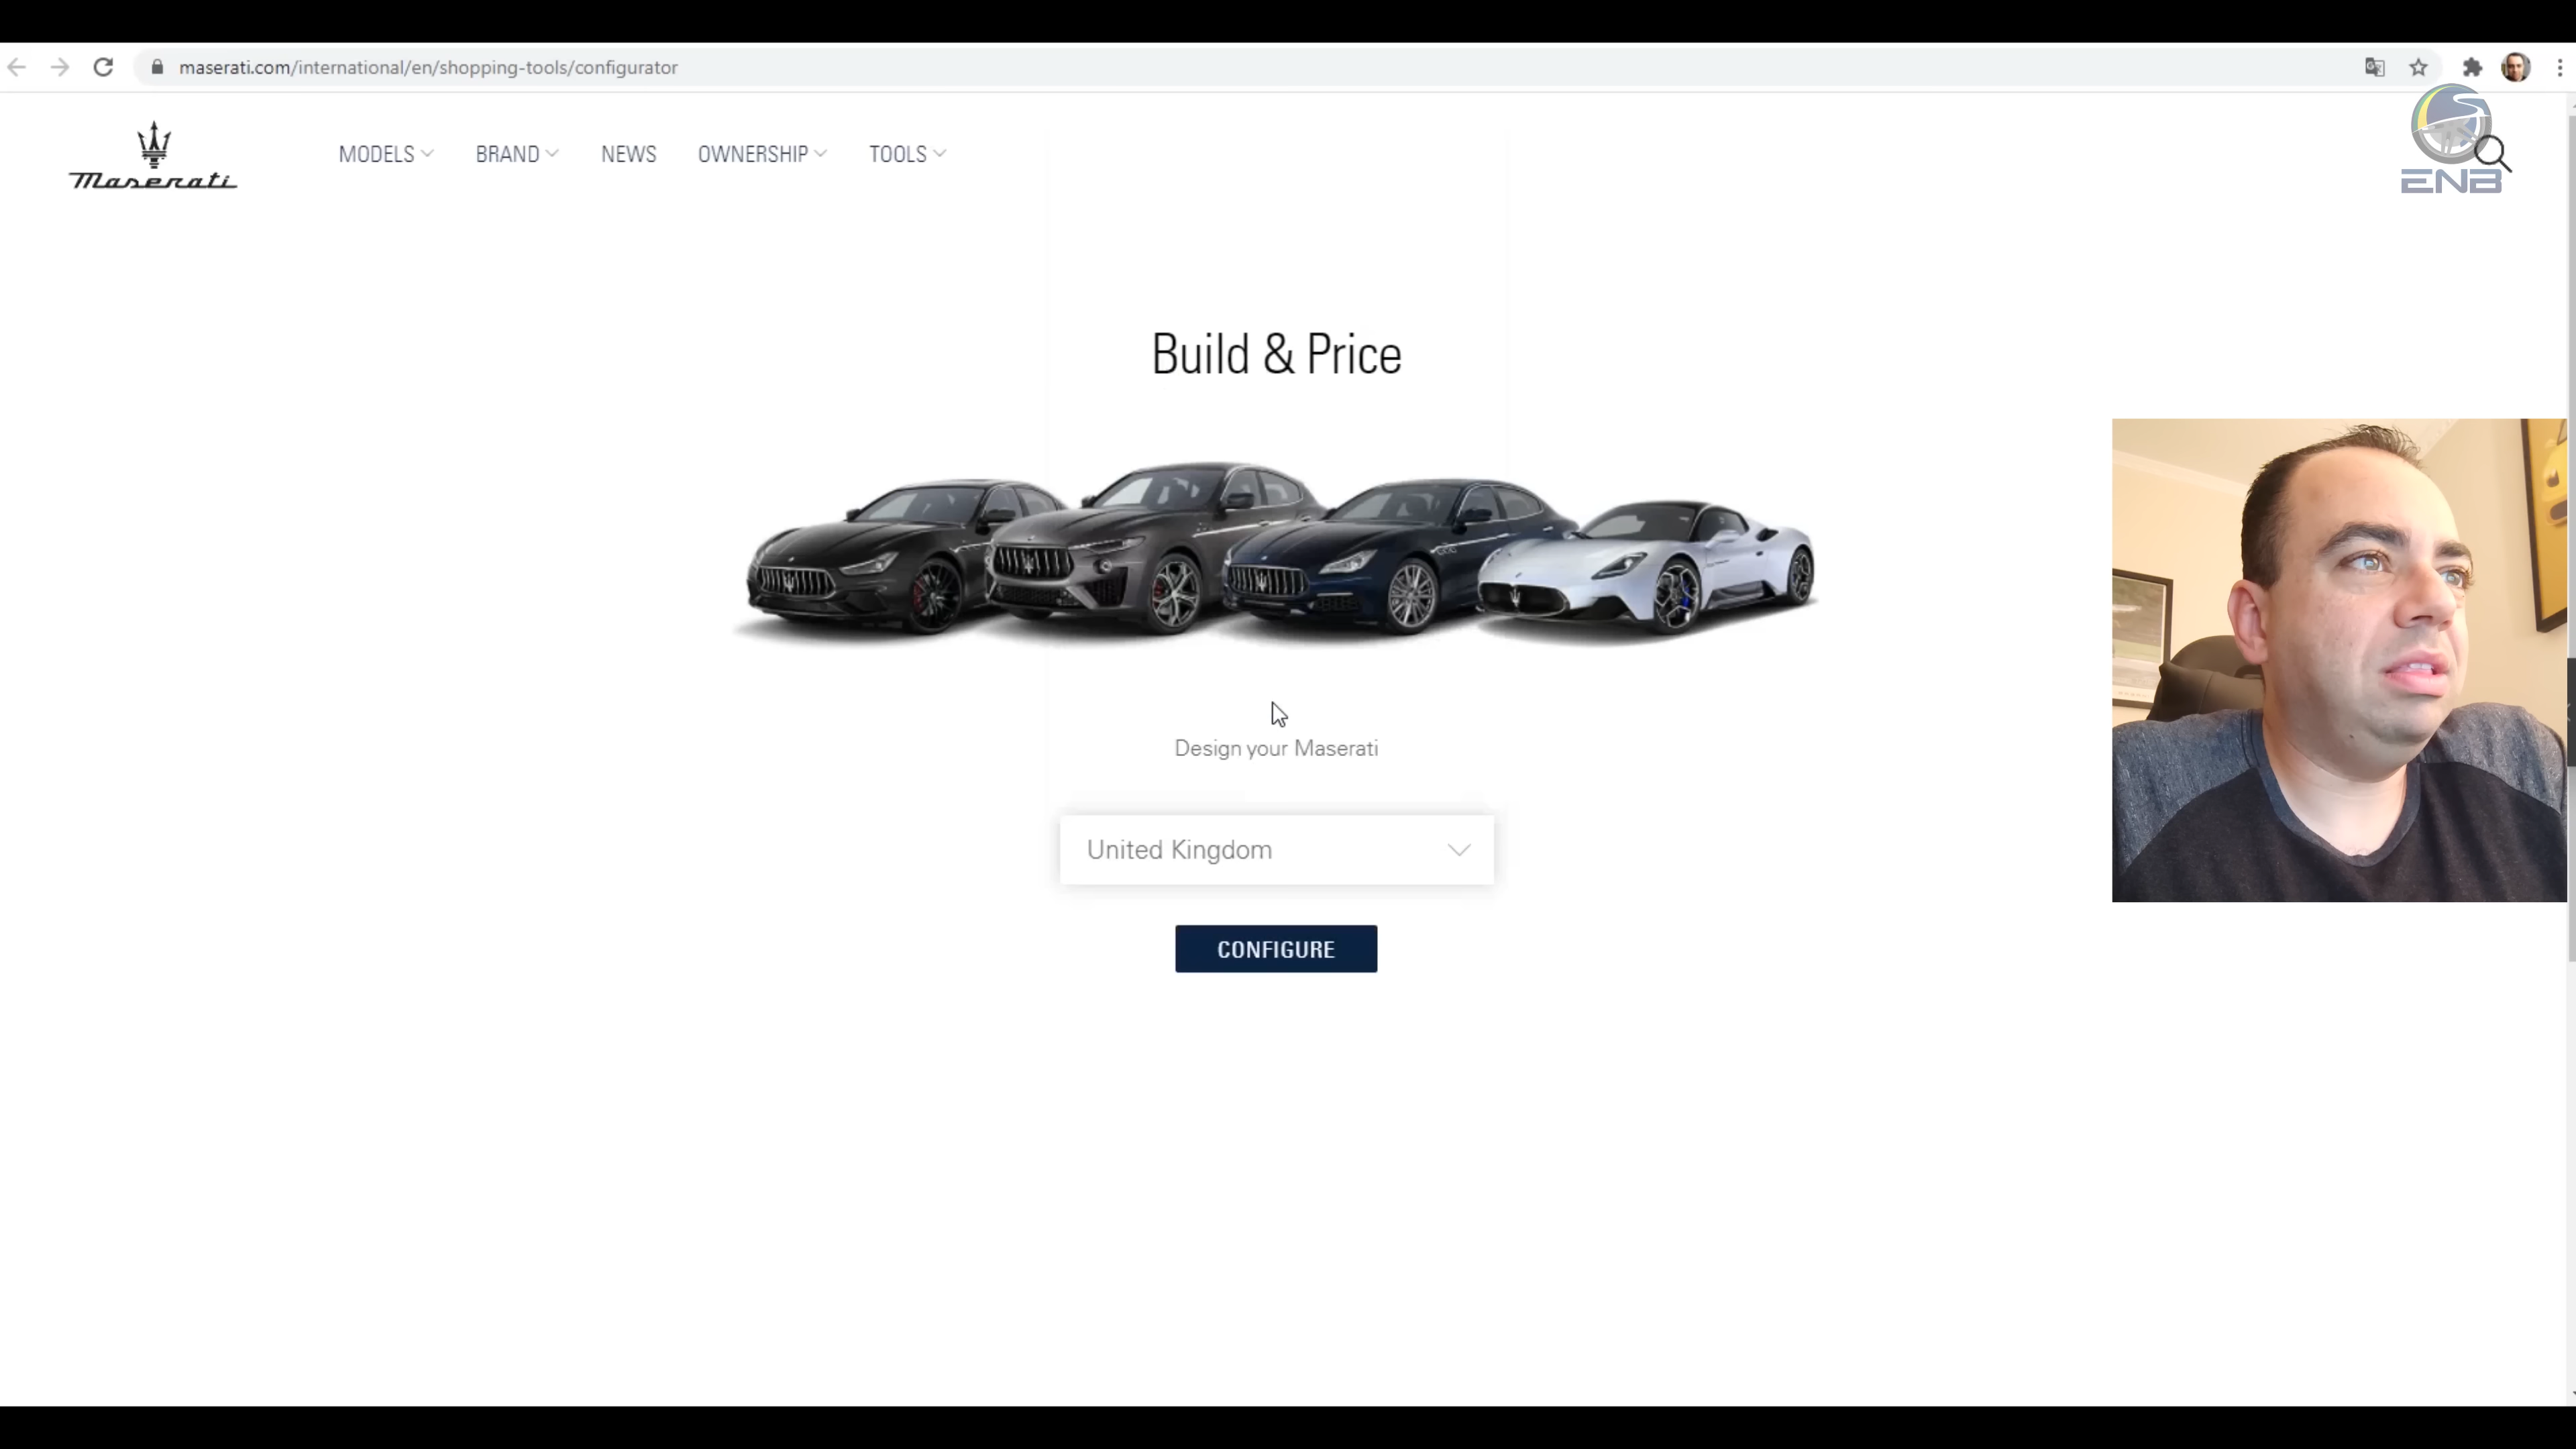 maserati.com/international/en/shopping-tools/configurator
Maserati
MODELS BRAND NEWS OWNERSHIP TOOLS
ENB
Build & Price
Design your Maserati
United Kingdom
CONFIGURE